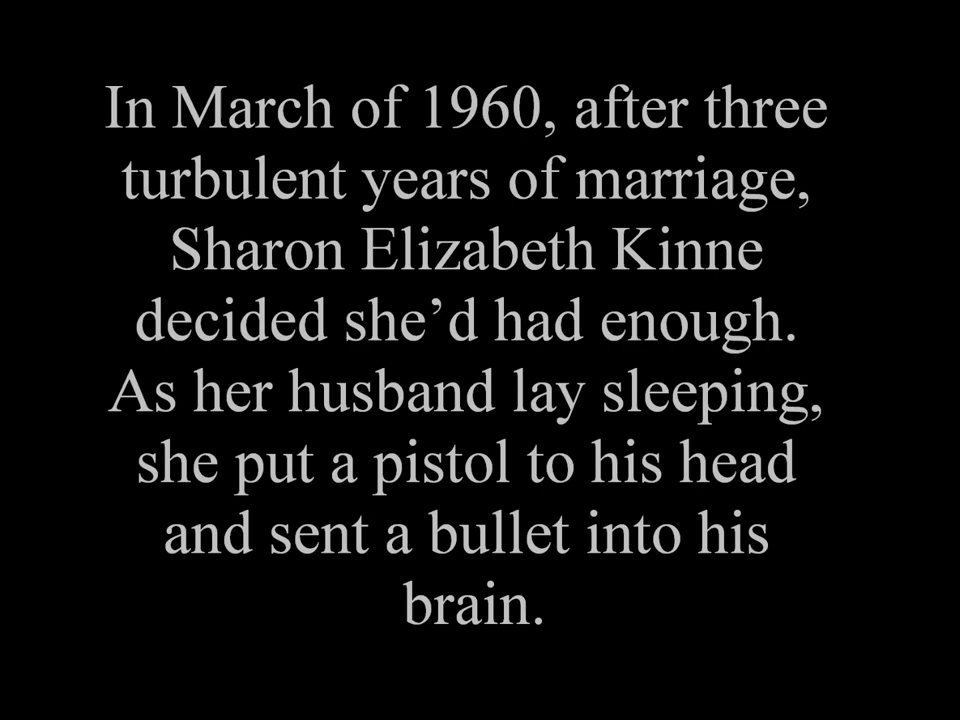 In March of 1960, after three
turbulent years of marriage,
Sharon Elizabeth Kinne
decided she’d had enough.
As her husband lay sleeping,
she put a pistol to his head
and sent a bullet into his
brain.